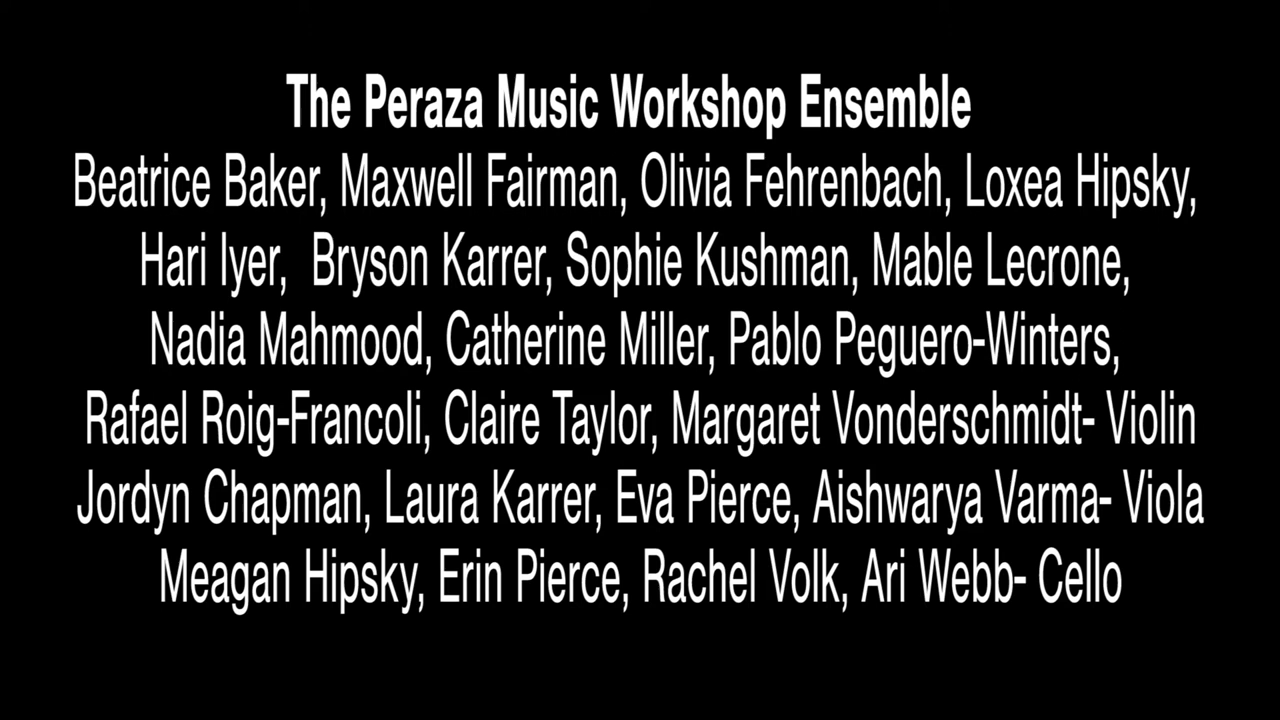 The Peraza Music Workshop Ensemble
Beatrice Baker, Maxwell Fairman, Olivia Fehrenbach, Loxea Hipsky,
Hari Iyer,  Bryson Karrer, Sophie Kushman, Mable Lecrone,
Nadia Mahmood, Catherine Miller, Pablo Peguero-Winters,
Rafael Roig-Francoli, Claire Taylor, Margaret Vonderschmidt- Violin
Jordyn Chapman, Laura Karrer, Eva Pierce, Aishwarya Varma- Viola
Meagan Hipsky, Erin Pierce, Rachel Volk, Ari Webb- Cello